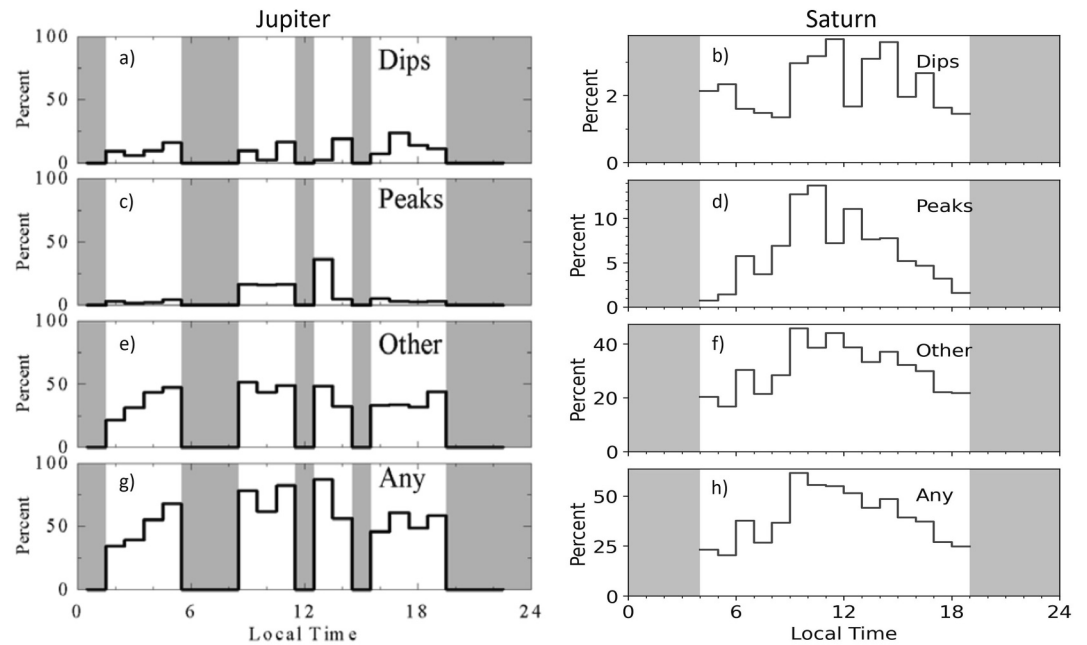 Jupiter
Saturn
100
50
0
Percent
a)
Dips
2
0
Percent
b)
Dips
100
50
0
Percent
c)
Peaks
10
5
0
Percent
d)
Peaks
100
50
0
Percent
e)
Other
40
20
0
Percent
f)
Other
100
50
0
Percent
g)
Any
50
25
0
Percent
h)
Any
0 6 12 18 24
Local Time
0 6 12 18 24
Local Time